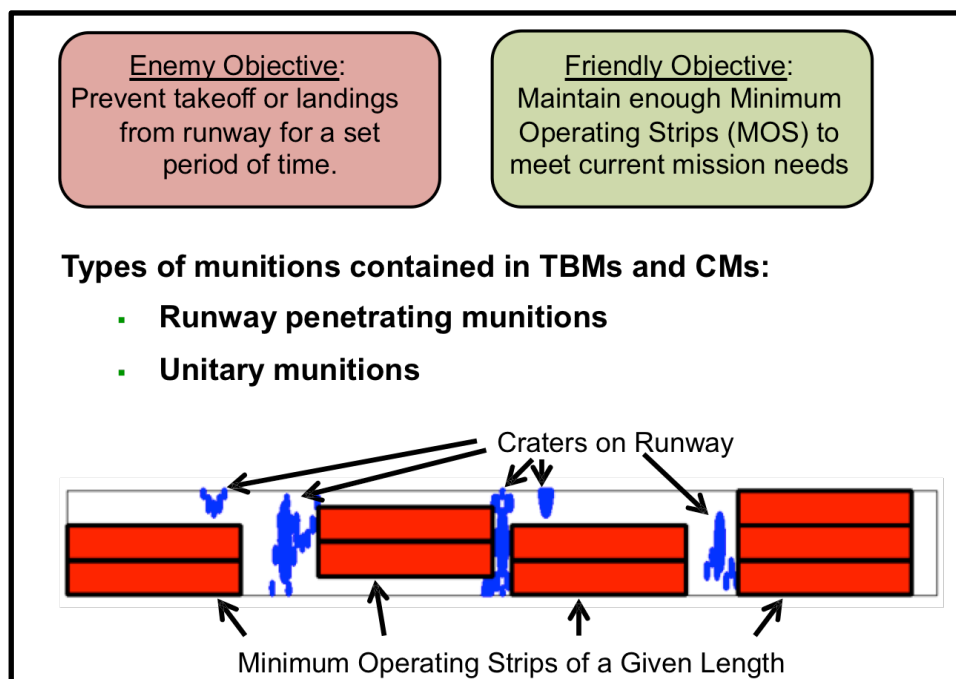 Enemy Objective:
Prevent takeoff or landings
from runway for a set
period of time.
Friendly Objective:
Maintain enough Minimum
Operating Strips (MOS) to
meet current mission needs
Types of munitions contained in TBMs and CMs:
▪ Runway penetrating munitions
▪ Unitary munitions
Craters on Runway
Minimum Operating Strips of a Given Length